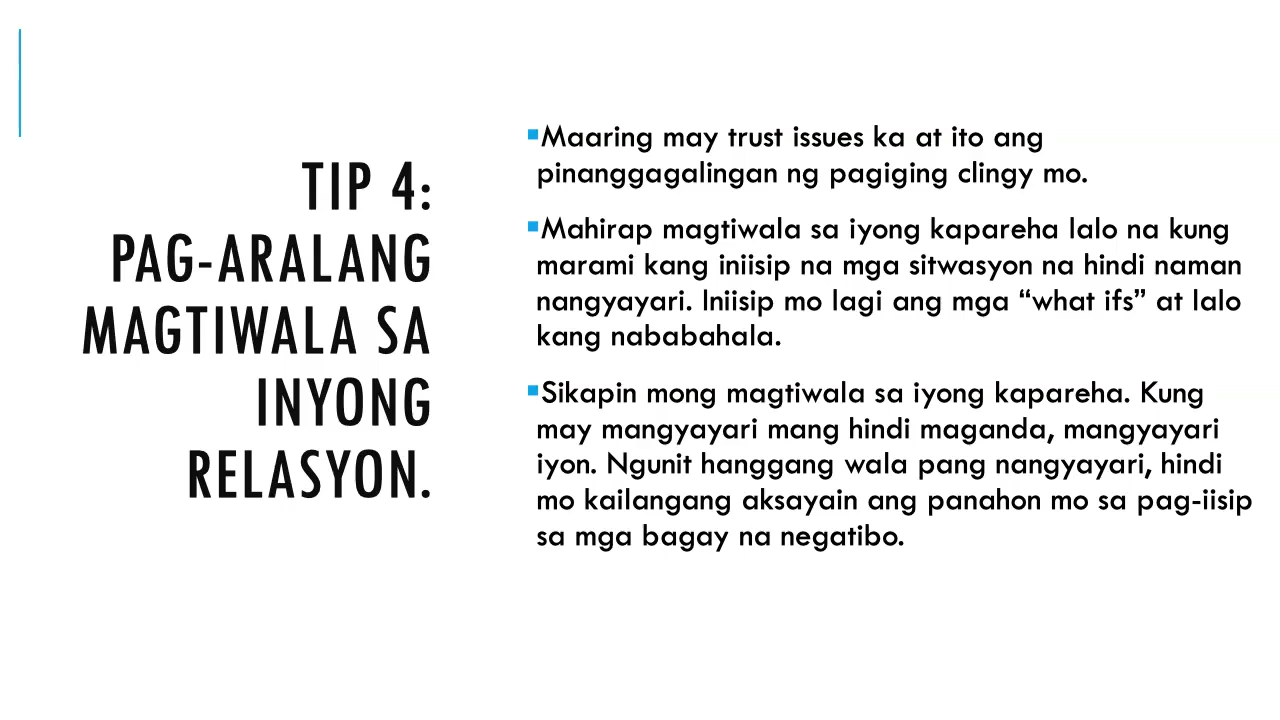 TIP 4:
PAG-ARALANG
MAGTIWALA SA
INYONG
RELASYON.
▪Maaring may trust issues ka at ito ang
pinanggagalingan ng pagiging clingy mo.
▪Mahirap magtiwala sa iyong kapareha lalo na kung
marami kang iniisip na mga sitwasyon na hindi naman
nangyayari. Iniisip mo lagi ang mga “what ifs” at lalo
kang nababahala.
▪Sikapin mong magtiwala sa iyong kapareha. Kung
may mangyayari mang hindi maganda, mangyayari
iyon. Ngunit hanggang wala pang nangyayari, hindi
mo kailangang aksayain ang panahon mo sa pag-iisip
sa mga bagay na negatibo.